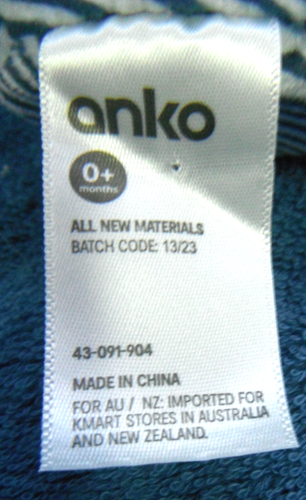 anko
0+
months
ALL NEW MATERIALS
BATCH CODE: 13/23
43-091-904
MADE IN CHINA
FOR AU / NZ: IMPORTED FOR
KMART STORES IN AUSTRALIA
AND NEW ZEALAND.